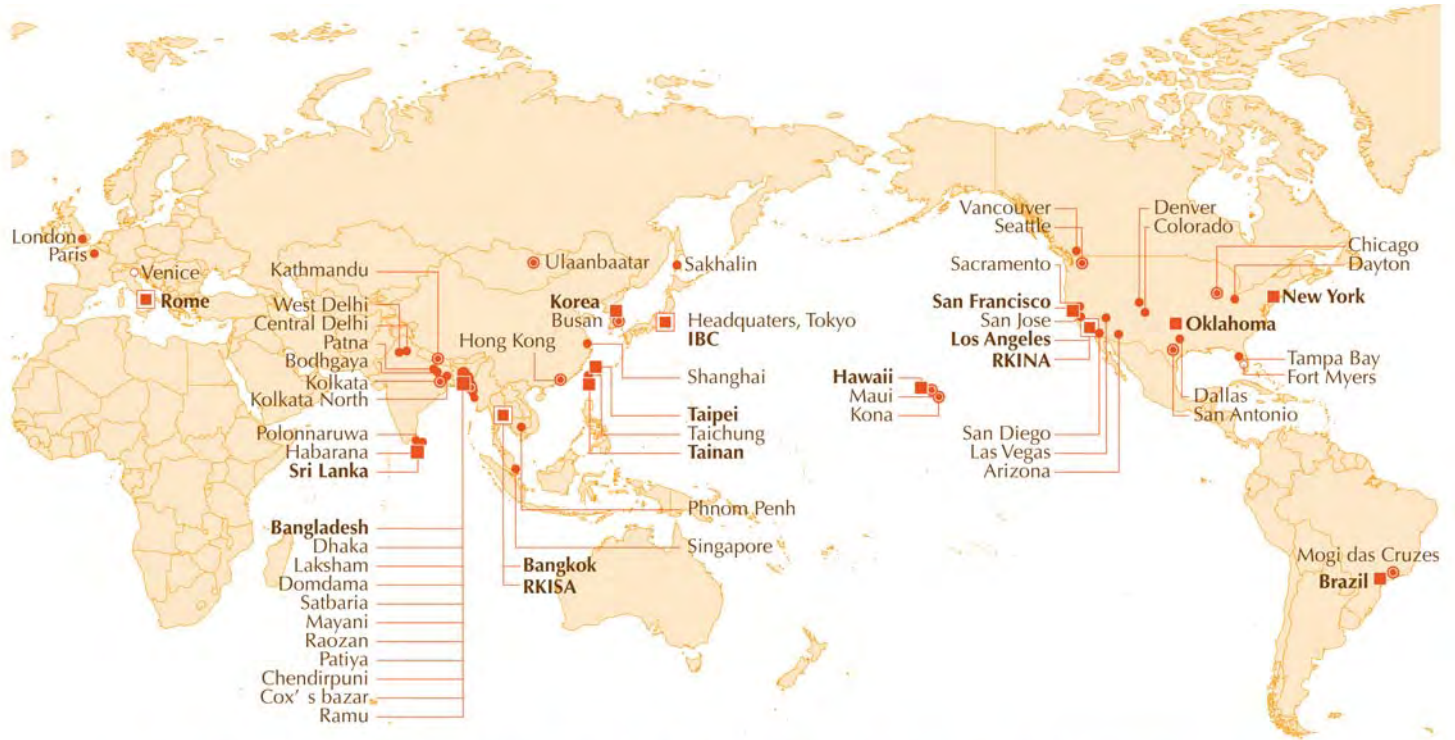 London
Paris
Venice
Rome
Kathmandu
West Delhi
Central Delhi
Patna
Bodhgaya
Kolkata
Kolkata North
Polonnaruwa
Habarana
Sri Lanka
Bangladesh
Dhaka
Laksham
Domdama
Satbaria
Mayani
Raozan
Patiya
Chendirpuni
Cox’ s bazar
Ramu
Ulaanbaatar
Sakhalin
Korea
Busan
Hong Kong
Headquaters, Tokyo
IBC
Shanghai
Taipei
Taichung
Tainan
Phnom Penh
Singapore
Bangkok
RKISA
Hawaii
Maui
Kona
Vancouver
Seattle
Sacramento
San Francisco
San Jose
Los Angeles
RKINA
San Diego
Las Vegas
Arizona
Denver
Colorado
Chicago
Dayton
New York
Oklahoma
Tampa Bay
Fort Myers
Dallas
San Antonio
Mogi das Cruzes
Brazil